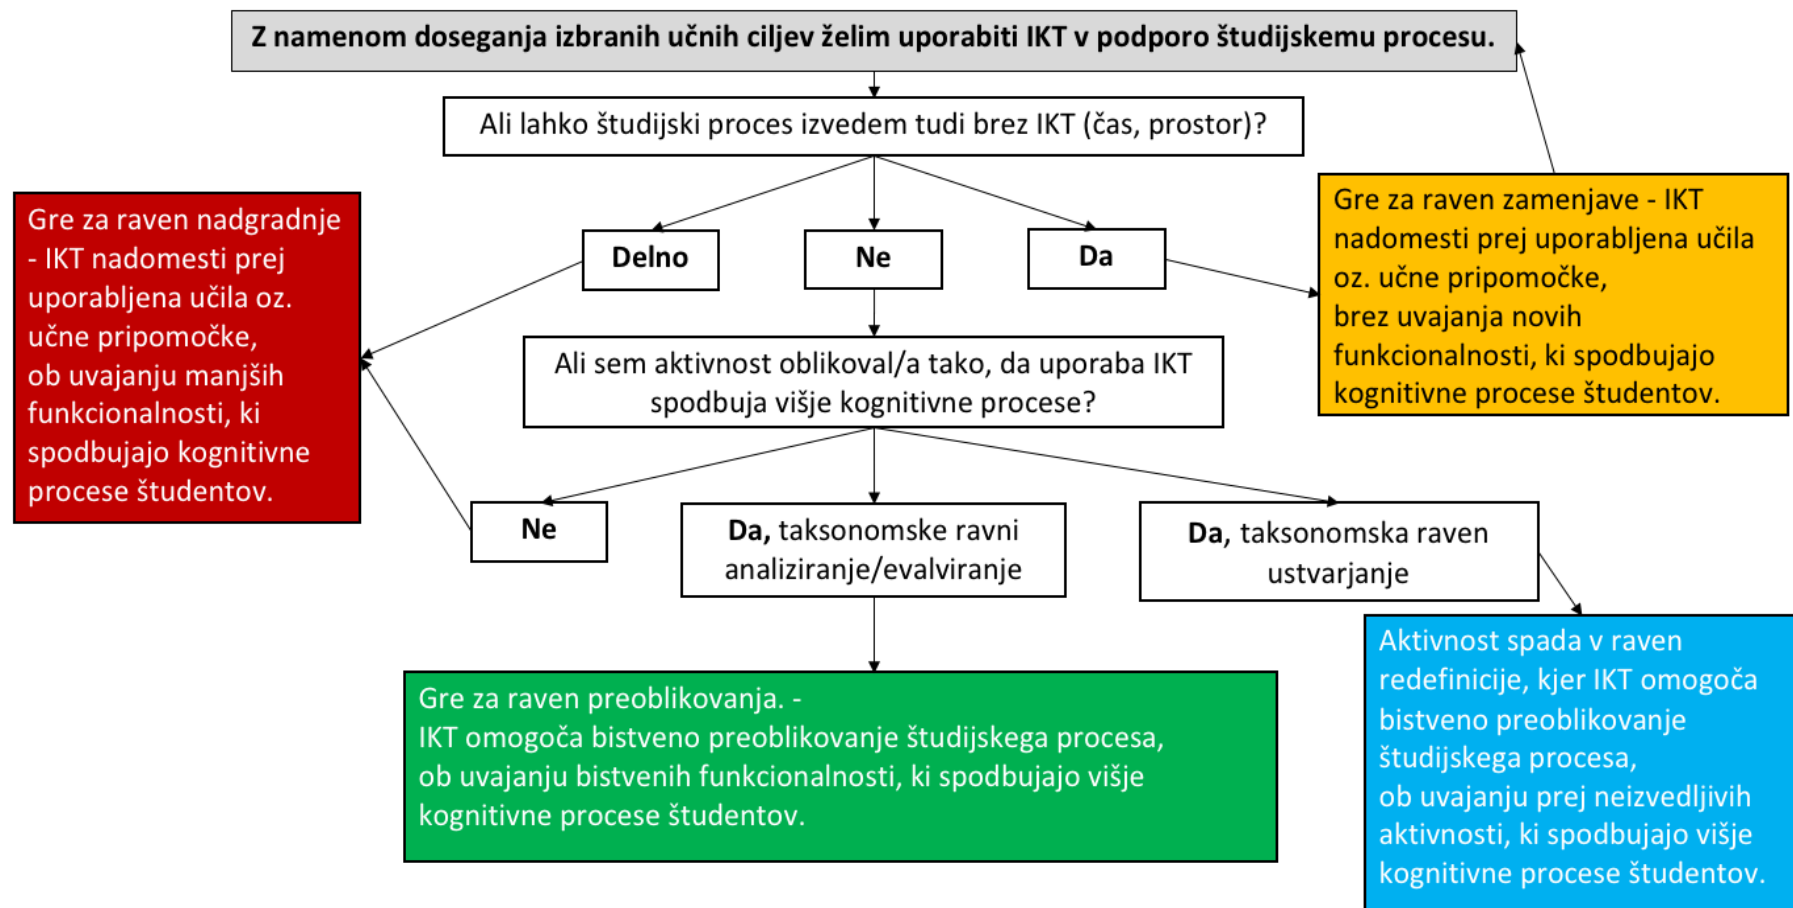 Z namenom doseganja izbranih učnih ciljev želim uporabiti IKT v podporo študijskemu procesu.
Ali lahko študijski proces izvedem tudi brez IKT (čas, prostor)?
Gre za raven nadgradnje
- IKT nadomesti prej
uporabljena učila oz.
učne pripomočke,
ob uvajanju manjših
funkcionalnosti, ki
spodbujajo kognitivne
procese študentov.
Delno
Ne
Da
Gre za raven zamenjave - IKT
nadomesti prej uporabljena učila
oz. učne pripomočke,
brez uvajanja novih
funkcionalnosti, ki spodbujajo
kognitivne procese študentov.
Ali sem aktivnost oblikoval/a tako, da uporaba IKT
spodbuja višje kognitivne procese?
Ne
Da, taksonomske ravni
analiziranje/evalviranje
Da, taksonomska raven
ustvarjanje
Gre za raven preoblikovanja. -
IKT omogoča bistveno preoblikovanje študijskega procesa,
ob uvajanju bistvenih funkcionalnosti, ki spodbujajo višje
kognitivne procese študentov.
Aktivnost spada v raven
redefinicije, kjer IKT omogoča
bistveno preoblikovanje
študijskega procesa,
ob uvajanju prej neizvedljivih
aktivnosti, ki spodbujajo višje
kognitivne procese študentov.